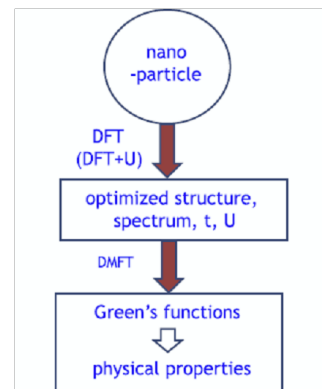 nano
-particle
DFT
(DFT+U)
optimized structure,
spectrum, t, U
DMFT
Green's functions
physical properties